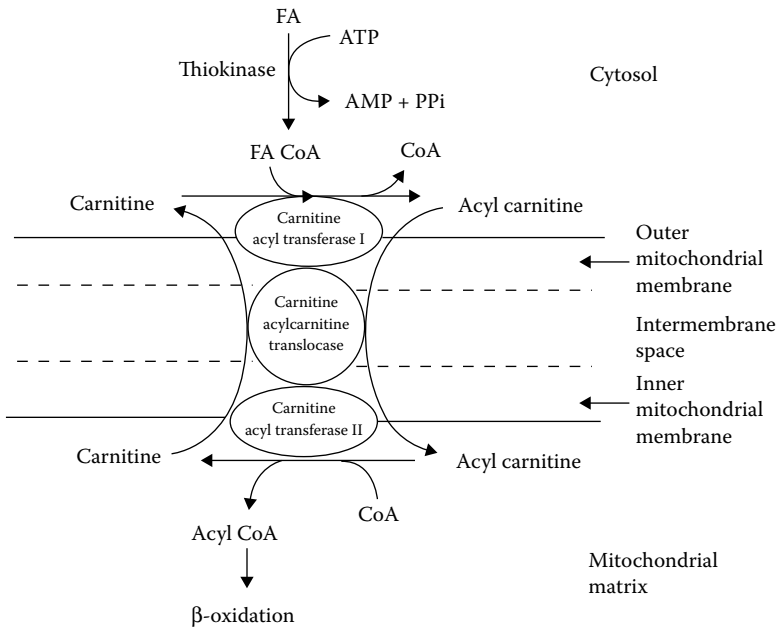 FA
ATP
Thiokinase
Cytosol
AMP + PPi
FA CoA
CoA
Carnitine
Acyl carnitine
Carnitine
acyl transferase I
Outer
mitochondrial
membrane
Carnitine
acylcarnitine
translocase
Intermembrane
space
Inner
mitochondrial
membrane
Carnitine
acyl transferase II
Carnitine
Acyl carnitine
CoA
Acyl CoA
Mitochondrial
matrix
β-oxidation